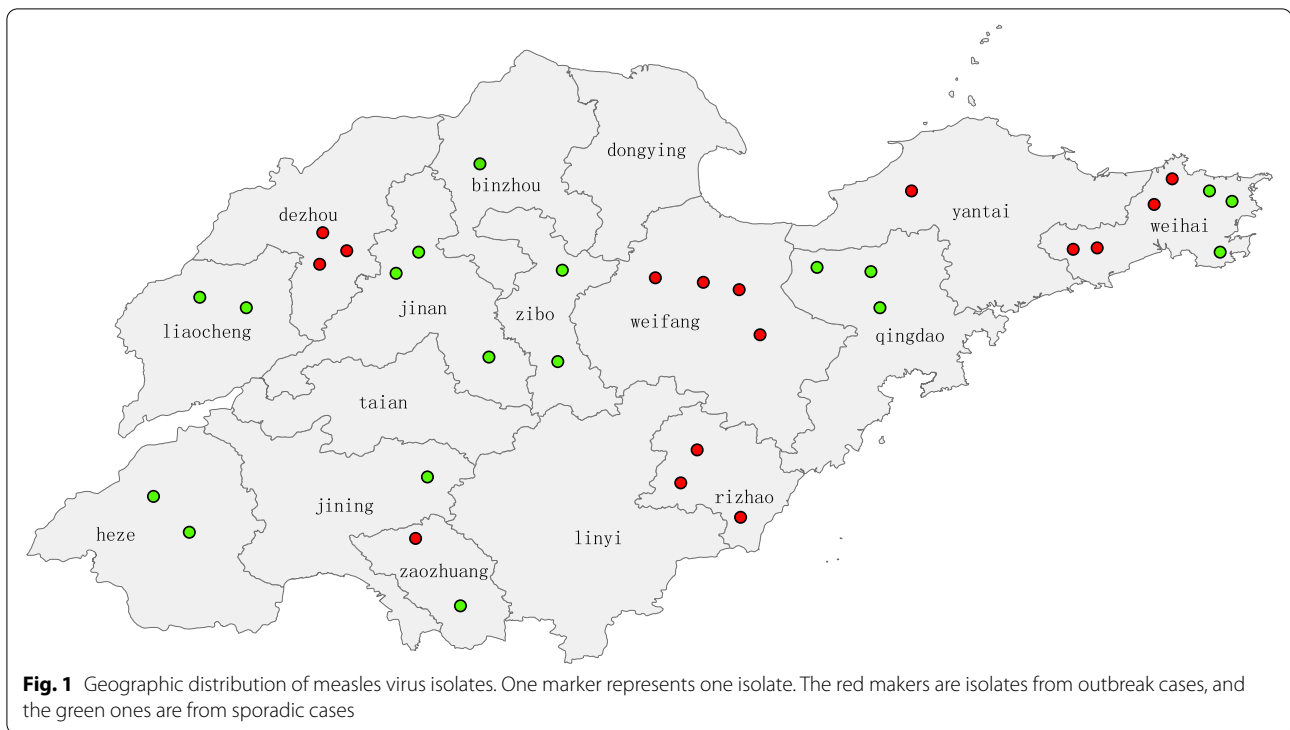 dongying
binzhou
dezhou
yantai
weihai
jinan
zibo
weifang
liaocheng
qingdao
taian
jining
rizhao
heze
linyi
zaozhuang
Fig. 1 Geographic distribution of measles virus isolates. One marker represents one isolate. The red makers are isolates from outbreak cases, and
the green ones are from sporadic cases